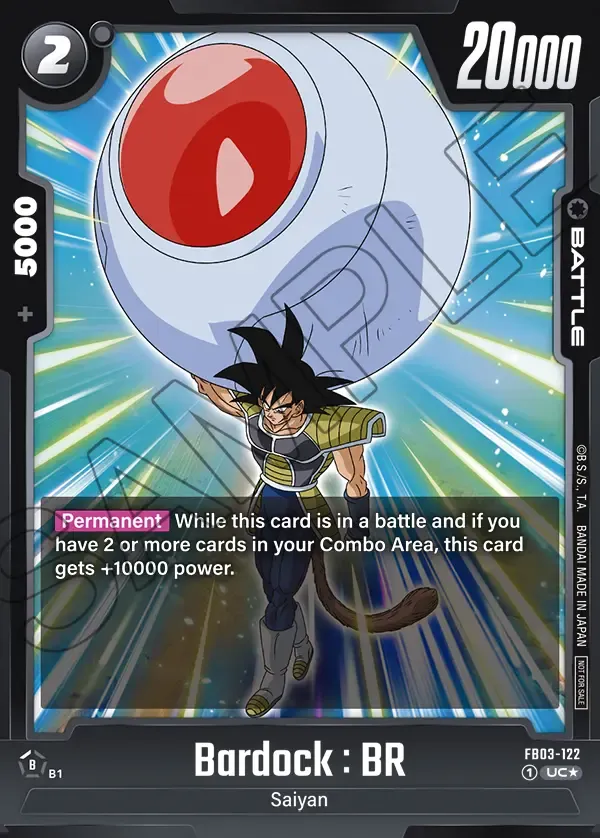 2
20000
+ 5000
BATTLE
SAMPLE
Permanent While this card is in a battle and if you
have 2 or more cards in your Combo Area, this card
gets +10000 power.
©B.S./S., T.A. BANDAI MADE IN JAPAN
NOT FOR SALE
B B1
Bardock : BR
FB03-122
1 UC★
Saiyan